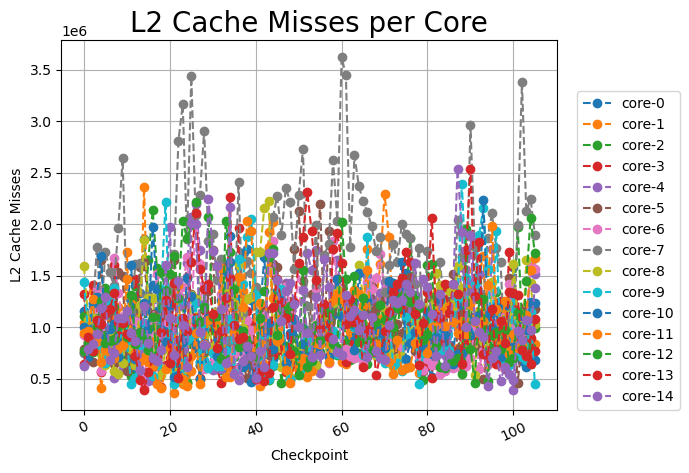 L2 Cache Misses per Core
1e6
3.5
3.0
2.5
2.0
1.5
1.0
0.5
L2 Cache Misses
0
20
40
60
80
100
Checkpoint
core-0
core-1
core-2
core-3
core-4
core-5
core-6
core-7
core-8
core-9
core-10
core-11
core-12
core-13
core-14